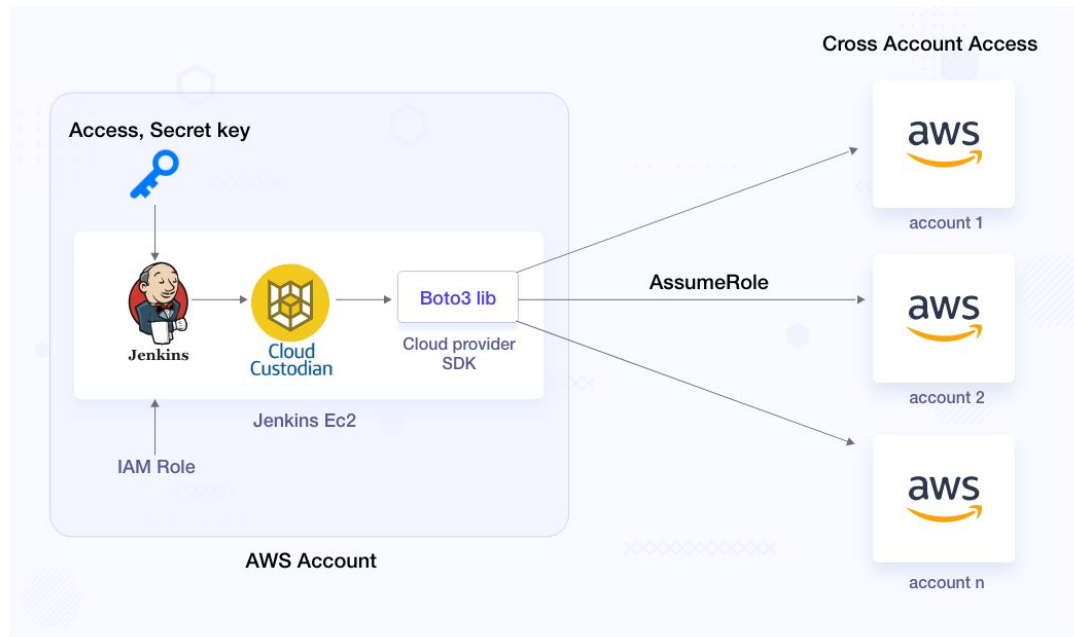 Cross Account Access
Access, Secret key
aws
account 1
Jenkins
Cloud
Custodian
Boto3 lib
Cloud provider
SDK
AssumeRole
aws
account 2
Jenkins Ec2
IAM Role
aws
account n
AWS Account